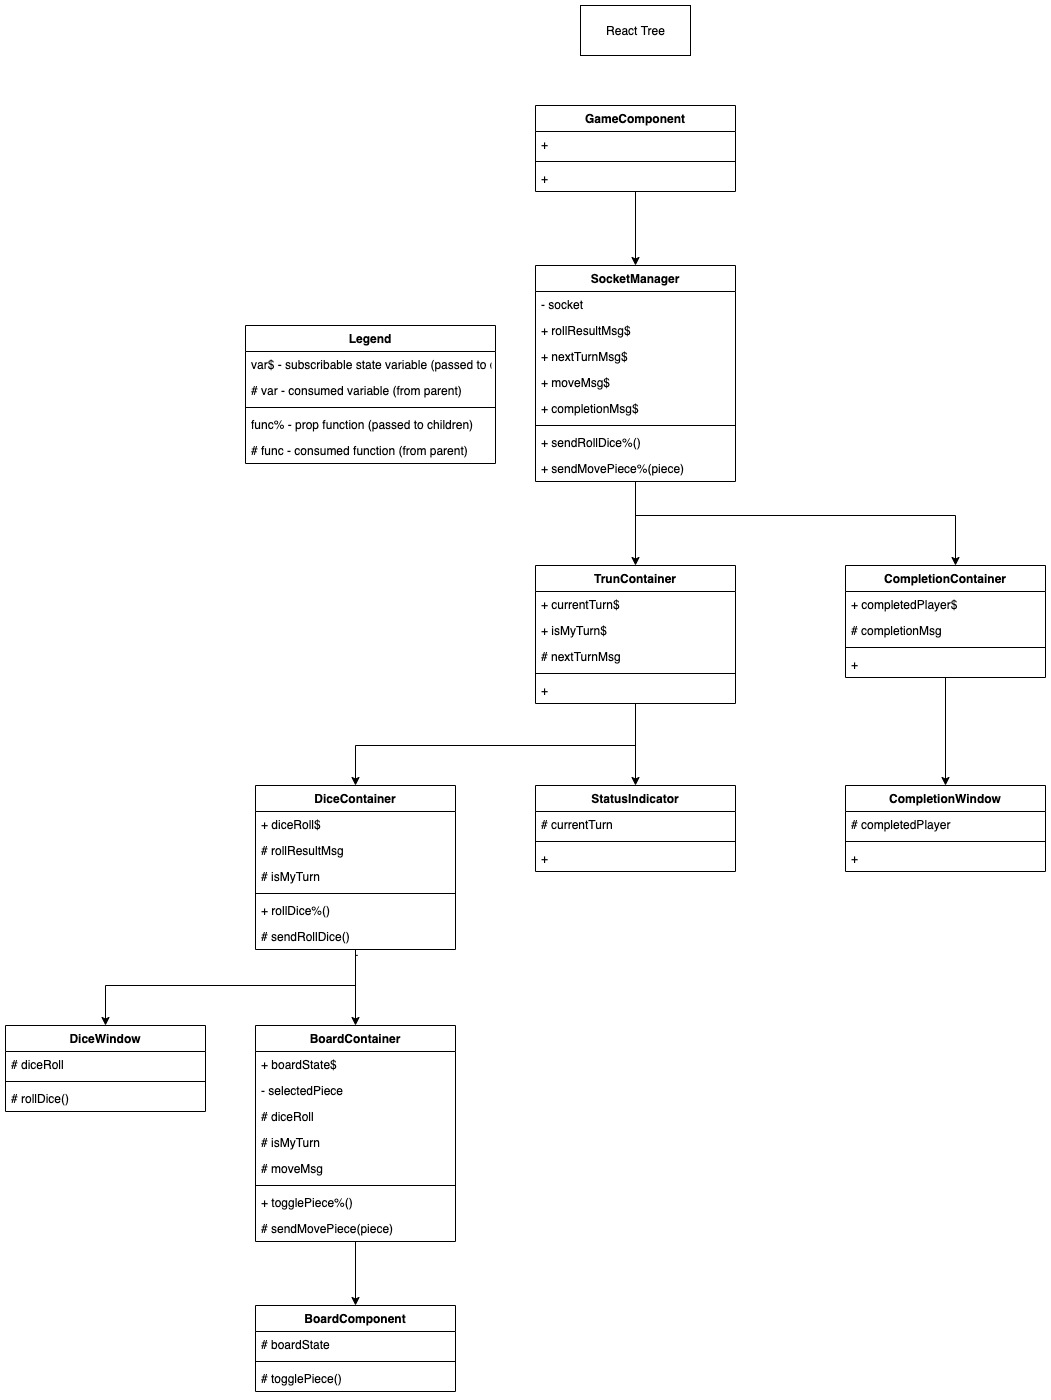 React Tree
GameComponent
+
+
SocketManager
- socket
+ rollResultMsg$
+ nextTurnMsg$
+ moveMsg$
+ completionMsg$
+ sendRollDice%()
+ sendMovePiece%(piece)
Legend
var$ - subscribable state variable (passed to
# var - consumed variable (from parent)
func% - prop function (passed to children)
# func - consumed function (from parent)
TrunContainer
+ currentTurn$
+ isMyTurn$
# nextTurnMsg
+
CompletionContainer
+ completedPlayer$
# completionMsg
+
DiceContainer
+ diceRoll$
# rollResultMsg
# isMyTurn
+ rollDice%()
# sendRollDice()
StatusIndicator
# currentTurn
+
CompletionWindow
# completedPlayer
+
DiceWindow
# diceRoll
# rollDice()
BoardContainer
+ boardState$
- selectedPiece
# diceRoll
# isMyTurn
# moveMsg
+ togglePiece%()
# sendMovePiece(piece)
BoardComponent
# boardState
# togglePiece()